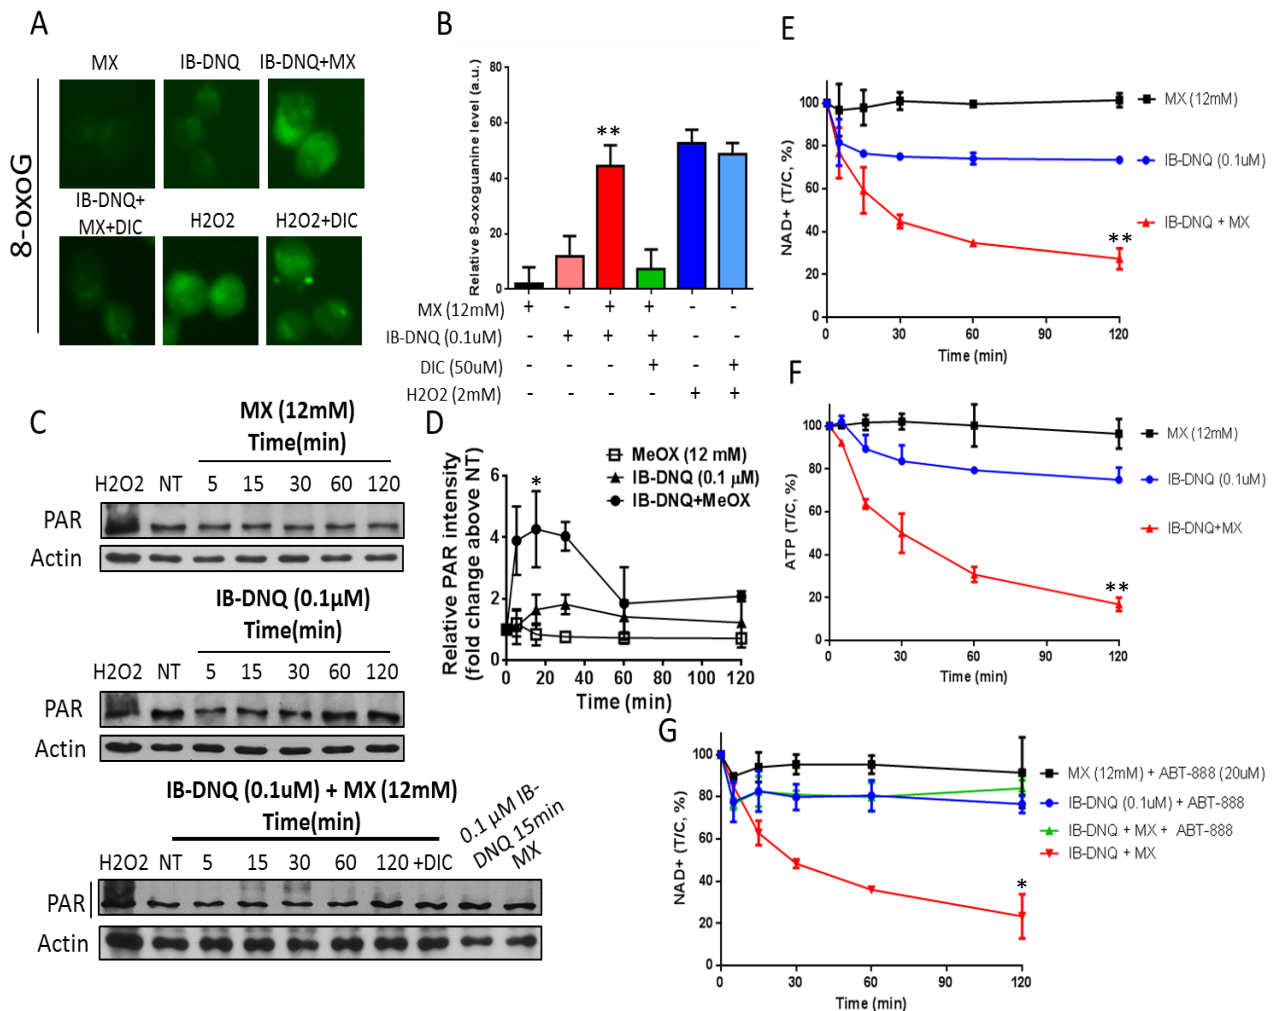 A
MX
IB-DNQ
IB-DNQ+MX
8-oxoG
IB-DNQ+
MX+DIC
H2O2
H2O2+DIC
B
Relative 8-oxoguanine level (a.u.)
80
60
40
20
0
**
MX (12mM) + - + + - -
IB-DNQ (0.1uM) - + + + - -
DIC (50uM) - - - + - +
H2O2 (2mM) - - - - + +
C
MX (12mM)
Time(min)
H2O2 NT 5 15 30 60 120
PAR
Actin
IB-DNQ (0.1µM)
Time(min)
H2O2 NT 5 15 30 60 120
PAR
Actin
IB-DNQ (0.1uM) + MX (12mM)
Time(min)
H2O2 NT 5 15 30 60 120 +DIC
0.1 µM IB-
DNQ 15min
MX
PAR
Actin
D
Relative PAR intensity
(fold change above NT)
6
4
2
0
*
MeOX (12 mM)
IB-DNQ (0.1 µM)
IB-DNQ+MeOX
0 20 40 60 80 100 120
Time (min)
E
NAD+ (T/C, %)
100
80
60
40
20
0
MX (12mM)
IB-DNQ (0.1uM)
IB-DNQ + MX
**
0 30 60 90 120
Time (min)
F
ATP (T/C, %)
100
80
60
40
20
0
MX (12mM)
IB-DNQ (0.1uM)
IB-DNQ+MX
**
0 30 60 90 120
Time (min)
G
NAD+ (T/C, %)
100
80
60
40
20
0
MX (12mM) + ABT-888 (20uM)
IB-DNQ (0.1uM) + ABT-888
IB-DNQ + MX + ABT-888
IB-DNQ + MX
*
0 30 60 90 120
Time (min)